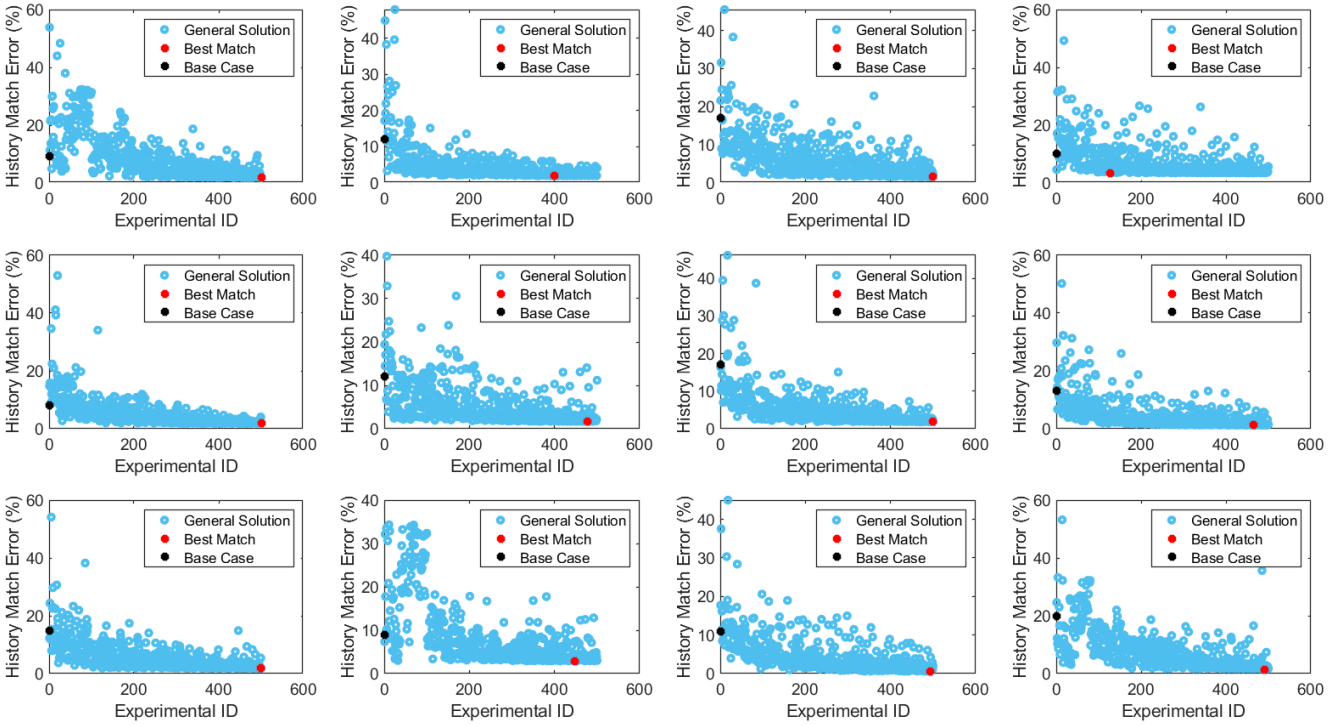 History Match Error (%)
60
40
20
0
0 200 400 600
Experimental ID
General Solution
Best Match
Base Case
History Match Error (%)
40
30
20
10
0
0 200 400 600
Experimental ID
General Solution
Best Match
Base Case
History Match Error (%)
40
30
20
10
0
0 200 400 600
Experimental ID
General Solution
Best Match
Base Case
History Match Error (%)
60
40
20
0
0 200 400 600
Experimental ID
General Solution
Best Match
Base Case
History Match Error (%)
60
40
20
0
0 200 400 600
Experimental ID
General Solution
Best Match
Base Case
History Match Error (%)
40
30
20
10
0
0 200 400 600
Experimental ID
General Solution
Best Match
Base Case
History Match Error (%)
40
30
20
10
0
0 200 400 600
Experimental ID
General Solution
Best Match
Base Case
History Match Error (%)
60
40
20
0
0 200 400 600
Experimental ID
General Solution
Best Match
Base Case
History Match Error (%)
60
40
20
0
0 200 400 600
Experimental ID
General Solution
Best Match
Base Case
History Match Error (%)
40
30
20
10
0
0 200 400 600
Experimental ID
General Solution
Best Match
Base Case
History Match Error (%)
40
30
20
10
0
0 200 400 600
Experimental ID
General Solution
Best Match
Base Case
History Match Error (%)
60
40
20
0
0 200 400 600
Experimental ID
General Solution
Best Match
Base Case